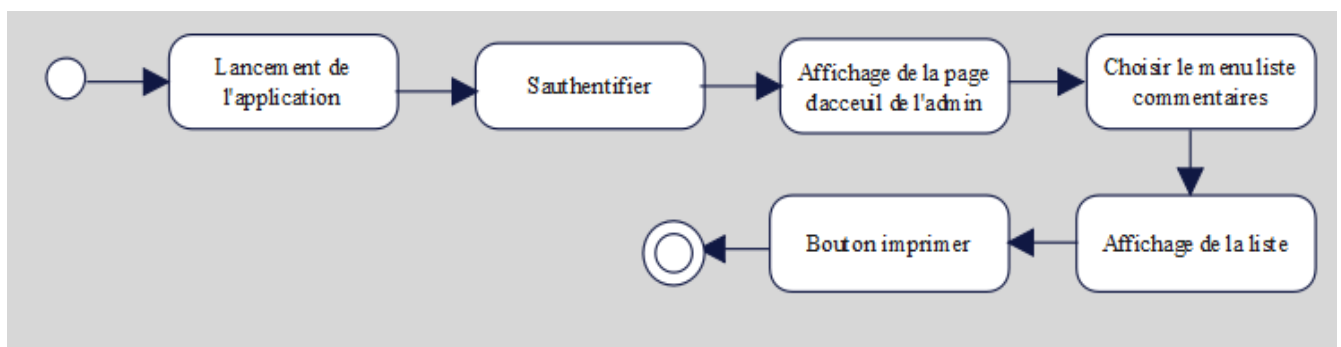 Lancement de
l'application
Sauthentifier
Affichage de la page
dacceuil de l'admin
Choisir le menu liste
commentaires
Affichage de la liste
Bouton imprimer